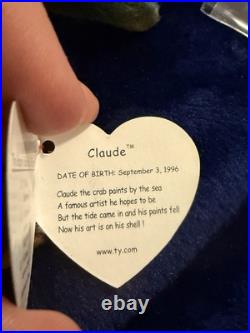 Claude™
DATE OF BIRTH: September 3, 1996
Claude the crab paints by the sea
A famous artist he hopes to be
But the tide came in and his paints fell
Now his art is on his shell !
www.ty.com